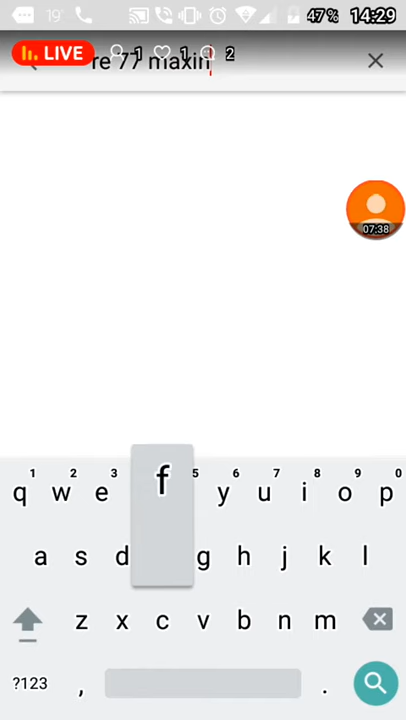 19° 47% 14:29
LIVE 1 1 2
re 77 maxin
07:38
1 2 3 5 6 7 8 9 0
q w e f y u i o p
a s d g h j k l
z x c v b n m
?123 , .